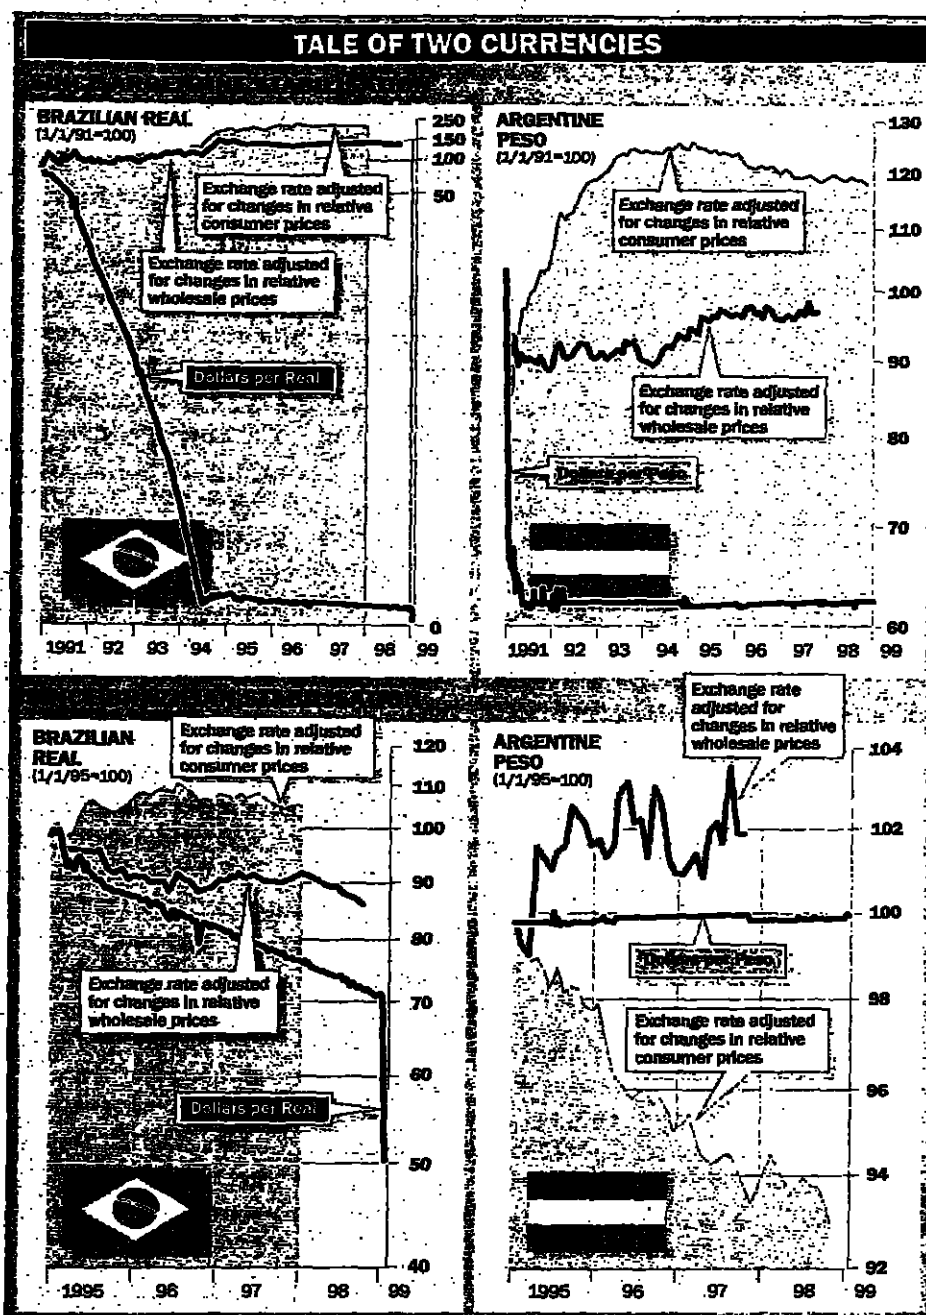 TALE OF TWO CURRENCIES
BRAZILIAN REAL
(1/1/91=100)
250
150
100
50
0
Exchange rate adjusted
for changes in relative
consumer prices
Exchange rate adjusted
for changes in relative
wholesale prices
Dollars per Real
1991 92 93 94 95 96 97 98 99
ARGENTINE
PESO
(1/1/91=100)
130
120
110
100
90
80
70
60
Exchange rate adjusted
for changes in relative
consumer prices
Exchange rate adjusted
for changes in relative
wholesale prices
Dollars per Peso
1991 92 93 94 95 96 97 98 99
BRAZILIAN
REAL
(1/1/95=100)
120
110
100
90
80
70
60
50
40
Exchange rate adjusted
for changes in relative
consumer prices
Exchange rate adjusted
for changes in relative
wholesale prices
Dollars per Real
1995 96 97 98 99
ARGENTINE
PESO
(1/1/95=100)
104
102
100
98
96
94
92
Exchange rate
adjusted for
changes in relative
wholesale prices
Dollars per Peso
Exchange rate adjusted
for changes in relative
consumer prices
1995 96 97 98 99